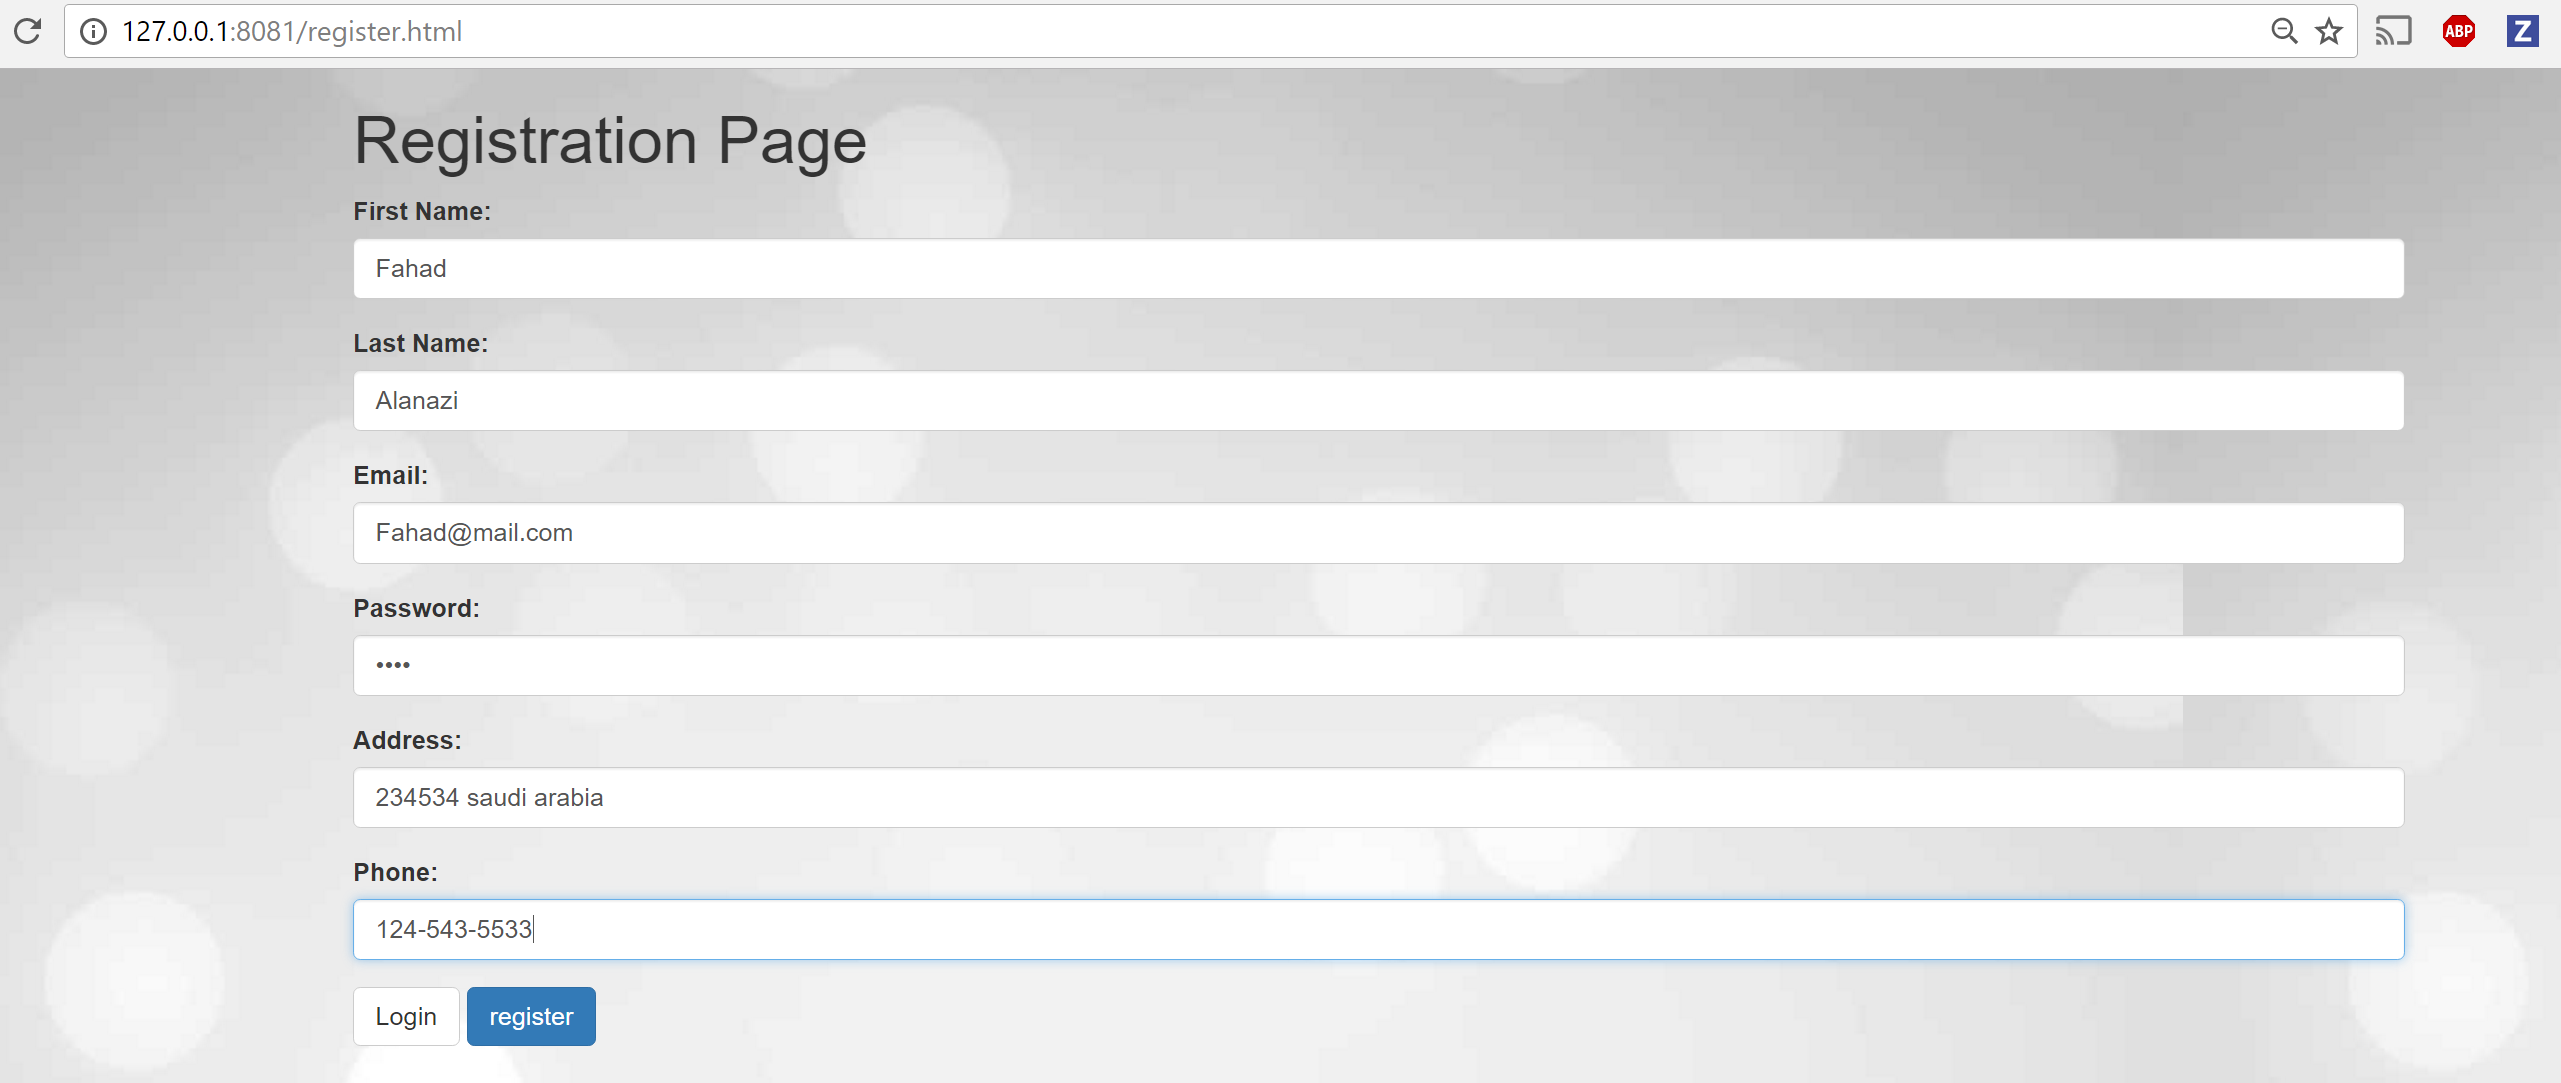 127.0.0.1:8081/register.html
ABP
Z
Registration Page
First Name:
Fahad
Last Name:
Alanazi
Email:
Fahad@mail.com
Password:
••••
Address:
234534 saudi arabia
Phone:
124-543-5533
Login register